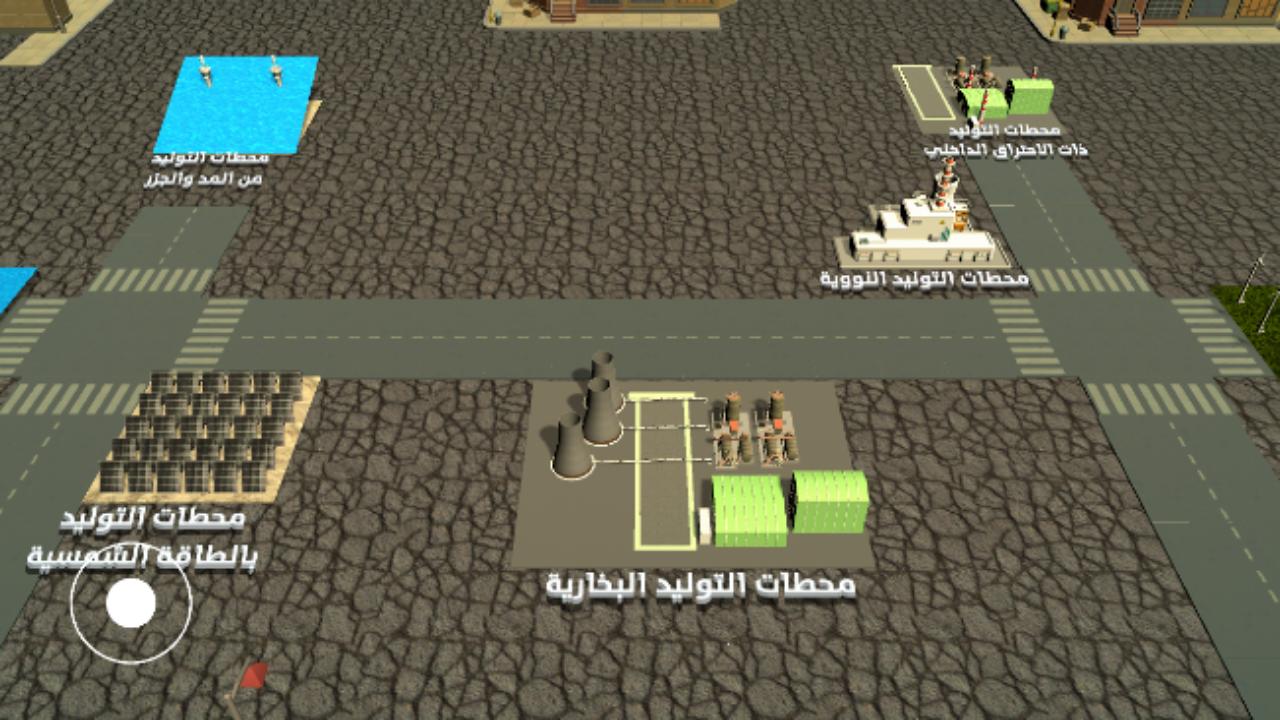 محطات التوليد
ذات الاحتراق الداخلي
محطات التوليد
من المد والجزر
محطات التوليد النووية
محطات التوليد
بالطاقة الشمسية
محطات التوليد البخارية